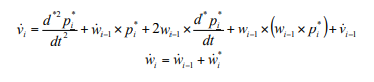 v̇ᵢ = d*²pᵢ*/dt² + ẇᵢ₋₁ × pᵢ* + 2wᵢ₋₁ × d*pᵢ*/dt + wᵢ₋₁ × (wᵢ₋₁ × pᵢ*) + v̇ᵢ₋₁
ẇᵢ = ẇᵢ₋₁ + ẇᵢ*